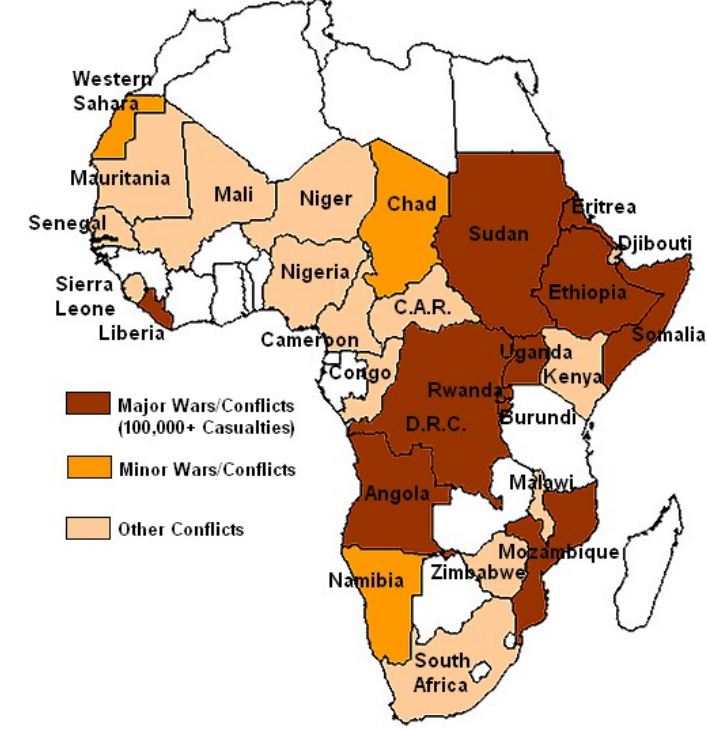 Western
Sahara
Mauritania
Mali
Niger
Chad
Sudan
Eritrea
Senegal
Djibouti
Nigeria
Ethiopia
Sierra
Leone
C.A.R.
Liberia
Cameroon
Somalia
Uganda
Congo
Kenya
Rwanda
Major Wars/Conflicts
(100,000+ Casualties)
D.R.C.
Burundi
Minor Wars/Conflicts
Malawi
Angola
Other Conflicts
Mozambique
Namibia
Zimbabwe
South
Africa